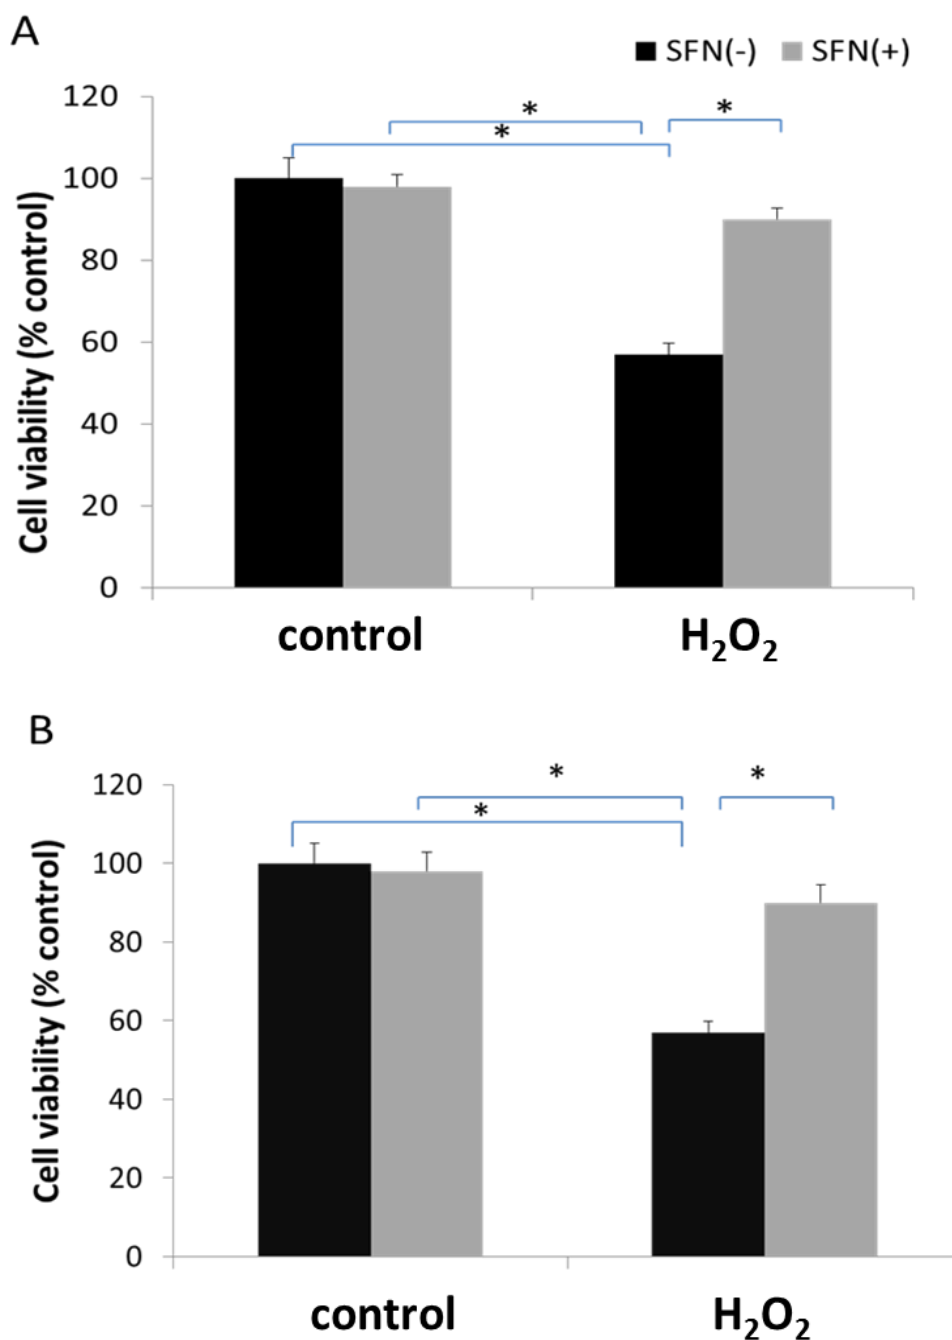 A
SFN(-) SFN(+)
* *
*
120
100
80
60
40
20
0
Cell viability (% control)
control H₂O₂
B
* *
*
120
100
80
60
40
20
0
Cell viability (% control)
control H₂O₂